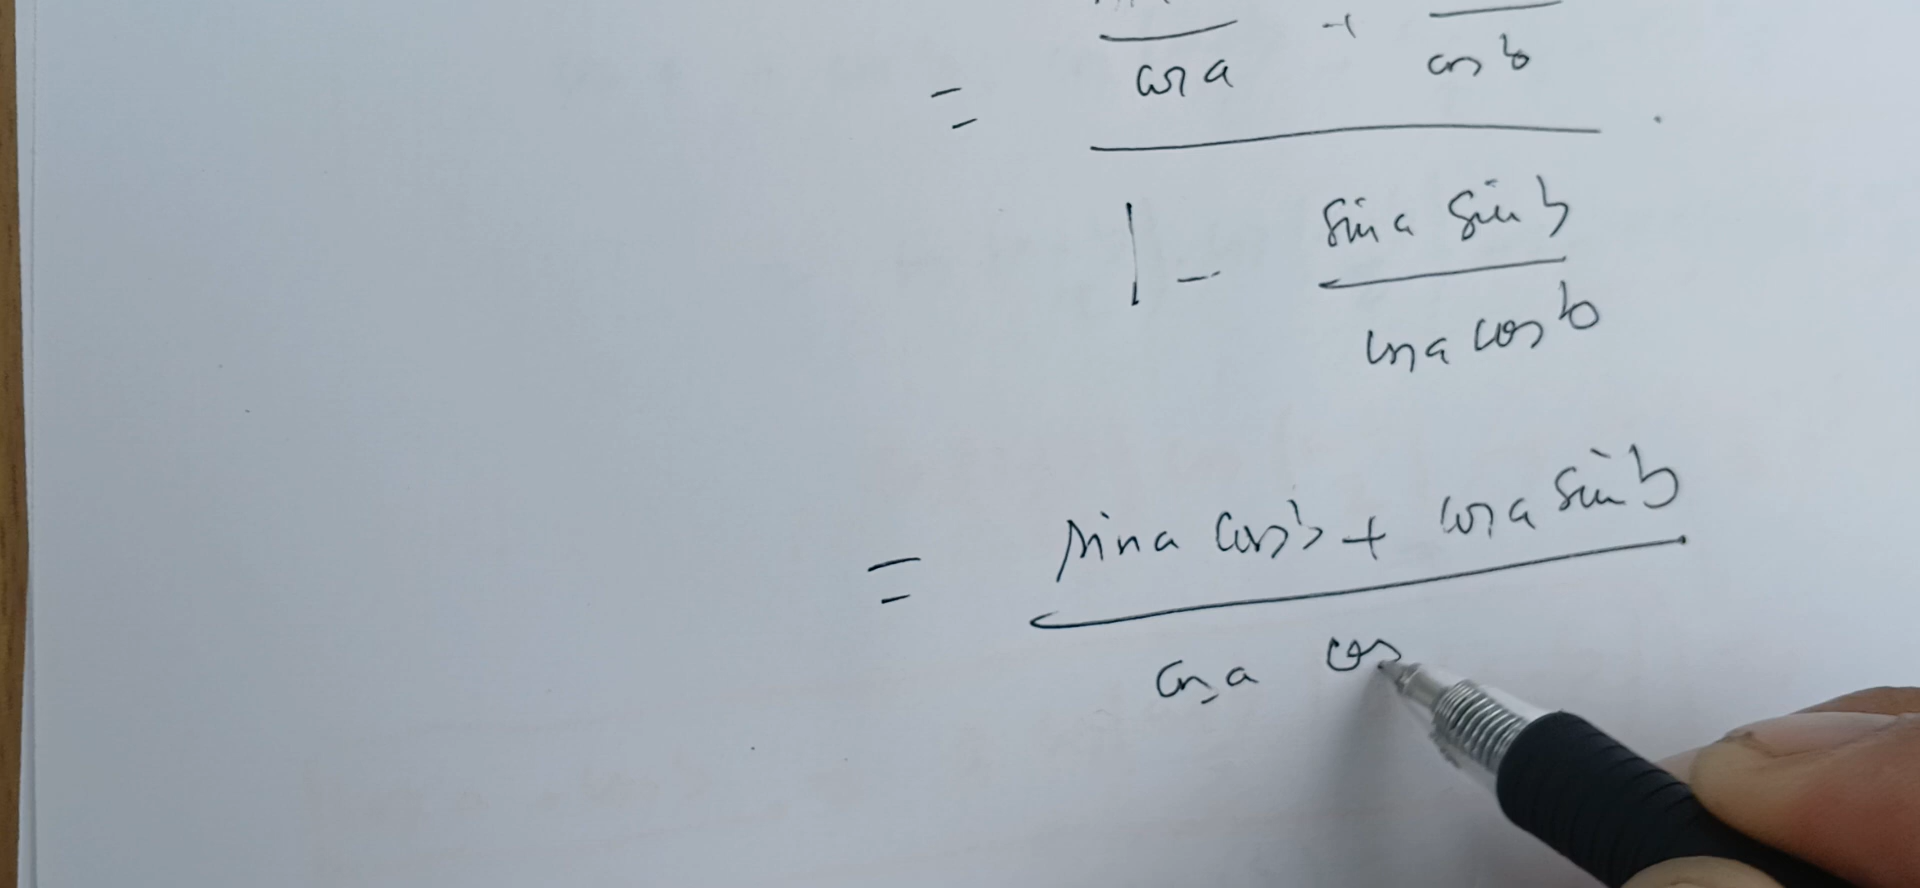 +
= cos a cos b
1 - sin a sin b
cos a cos b
= sin a cos b + cos a sin b
cos a cos